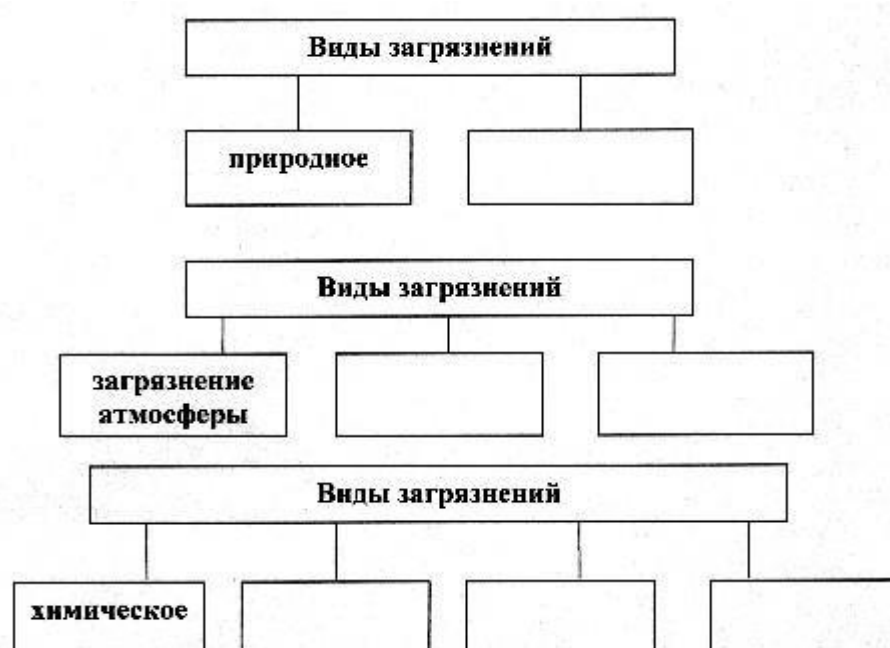 Виды загрязнений
природное
Виды загрязнений
загрязнение
атмосферы
Виды загрязнений
химическое